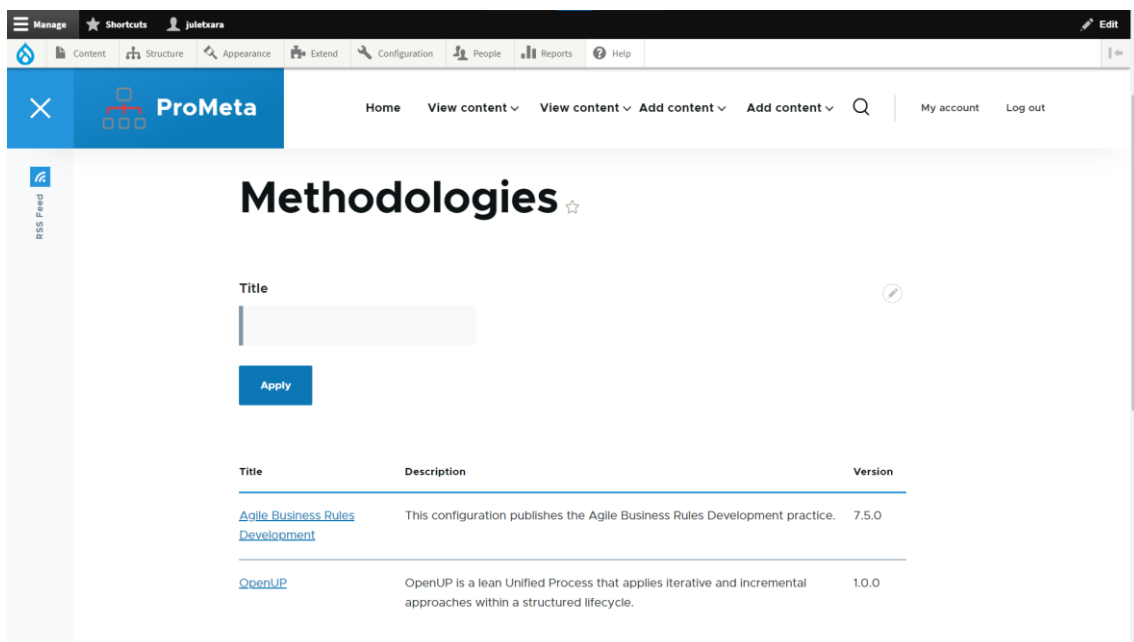 Manage Shortcuts juletxara Edit
Content Structure Appearance Extend Configuration People Reports Help
ProMeta Home View content View content Add content Add content My account Log out
RSS Feed
Methodologies
Title
Apply
Title Description Version
Agile Business Rules This configuration publishes the Agile Business Rules Development practice. 7.5.0
Development
OpenUP OpenUP is a lean Unified Process that applies iterative and incremental 1.0.0
approaches within a structured lifecycle.